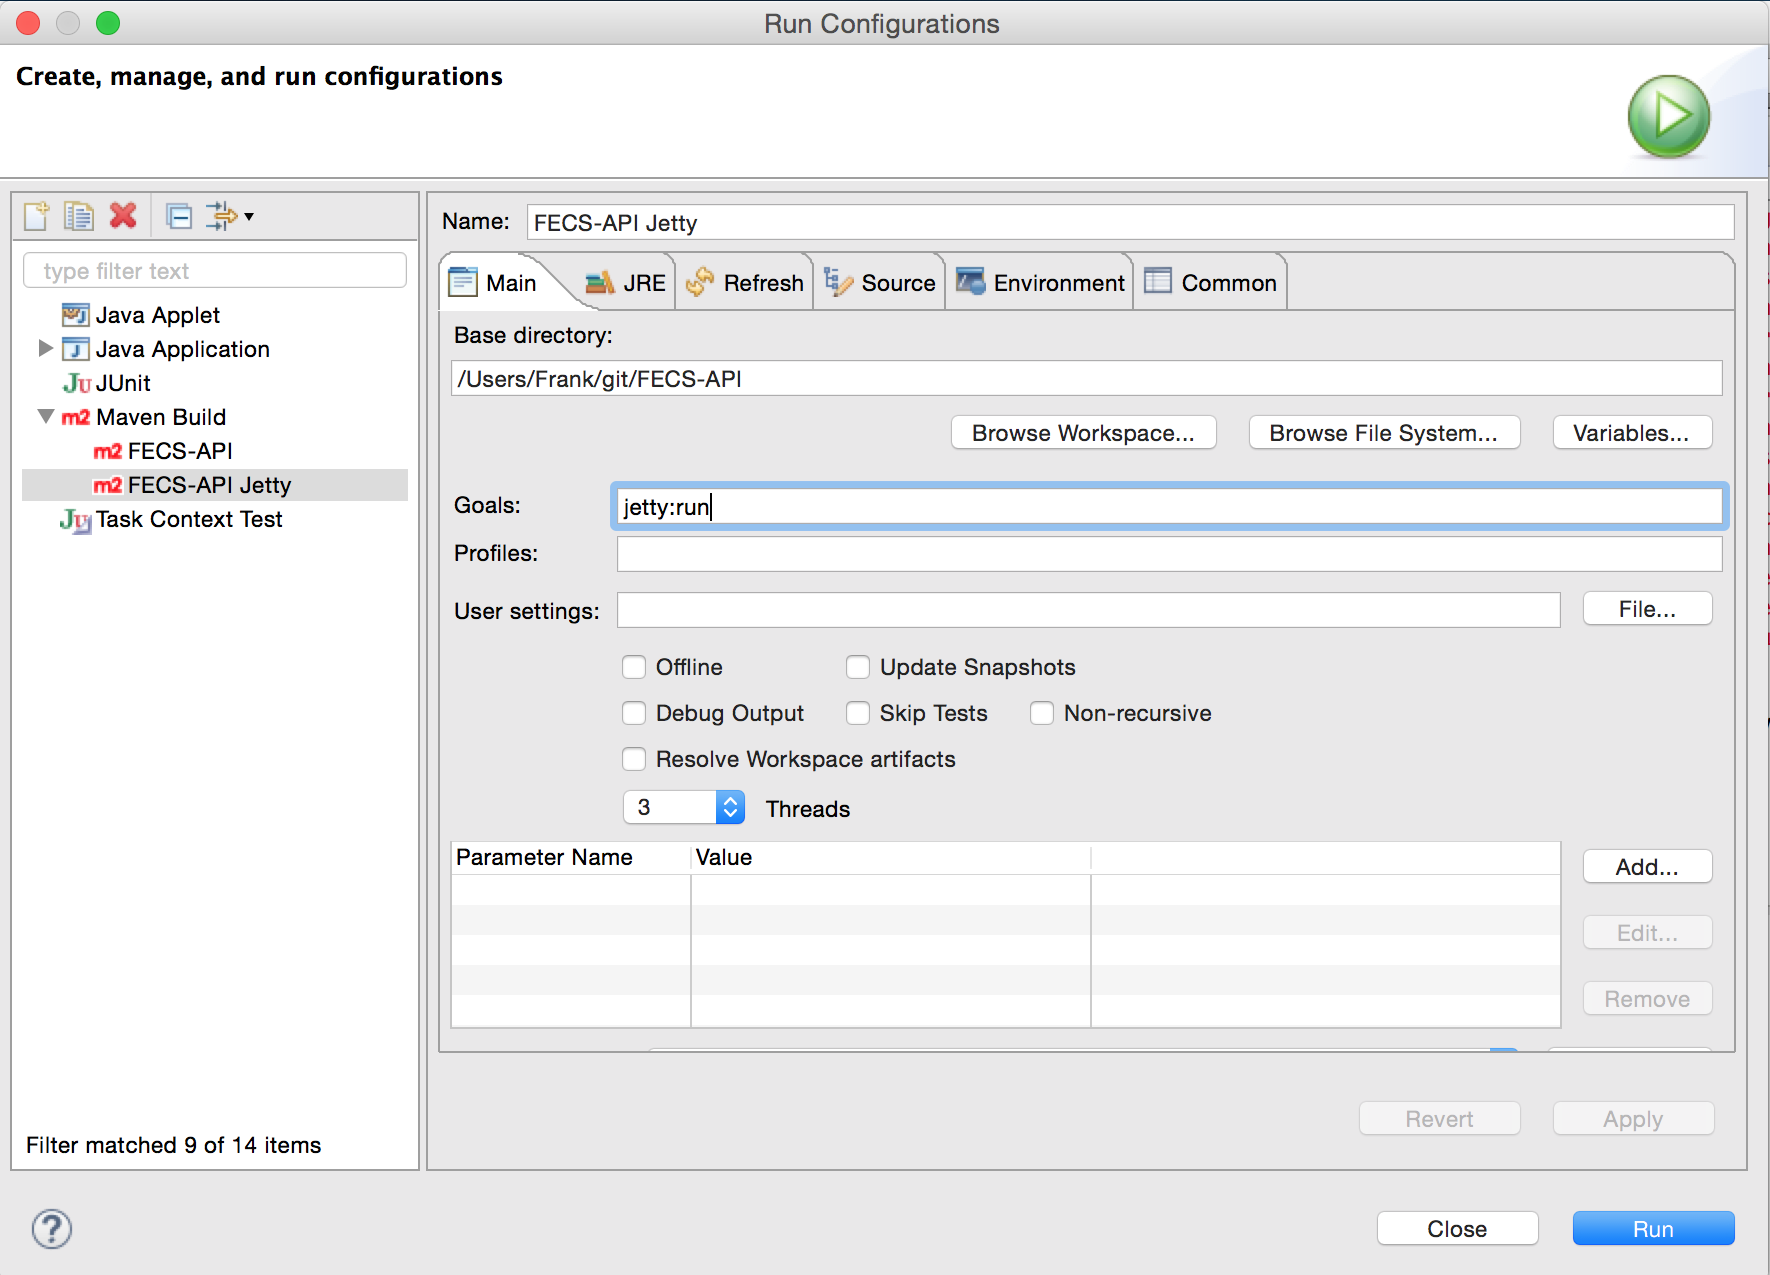 Run Configurations
Create, manage, and run configurations
type filter text
Java Applet
Java Application
JUnit
Maven Build
FECS-API
FECS-API Jetty
Task Context Test
Filter matched 9 of 14 items
Name: FECS-API Jetty
Main JRE Refresh Source Environment Common
Base directory:
/Users/Frank/git/FECS-API
Browse Workspace... Browse File System... Variables...
Goals: jetty:run
Profiles:
User settings: File...
Offline Update Snapshots
Debug Output Skip Tests Non-recursive
Resolve Workspace artifacts
3 Threads
Parameter Name Value
Add...
Edit...
Remove
Revert Apply
Close Run